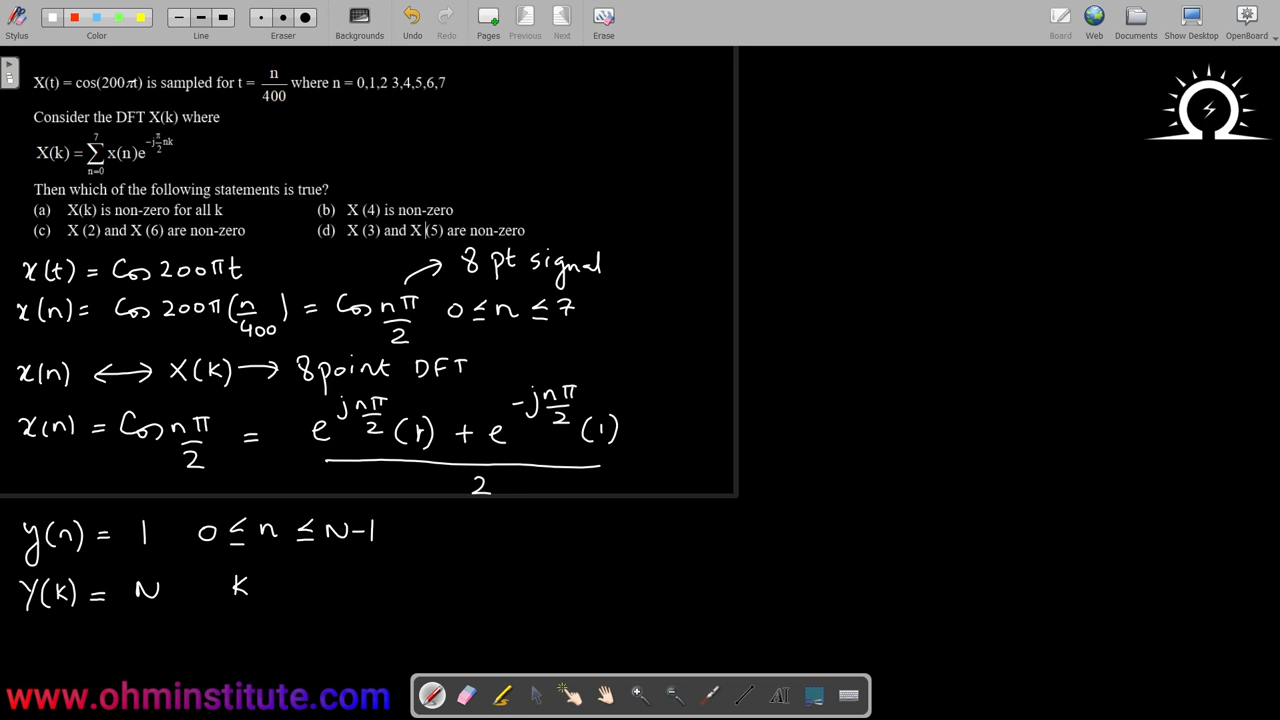 Stylus Color Line Eraser Backgrounds Undo Redo Pages Previous Next Erase Board Web Documents Show Desktop OpenBoard
X(t) = cos(200πt) is sampled for t = n/400 where n = 0,1,2 3,4,5,6,7
Consider the DFT X(k) where
X(k) = ∑_{n=0}^{7} x(n)e^{-j(π/2)nk}
Then which of the following statements is true?
(a) X(k) is non-zero for all k (b) X (4) is non-zero
(c) X (2) and X (6) are non-zero (d) X (3) and X (5) are non-zero
x(t) = Cos 200πt → 8 pt signal
x(n) = Cos 200π(n/400) = Cos nπ/2 0 ≤ n ≤ 7
x(n) ⟷ X(k) → 8point DFT
x(n) = Cos nπ/2 = (e^{jnπ/2}(1) + e^{-jnπ/2}(1))/2
y(n) = 1 0 ≤ n ≤ N-1
Y(k) = N K
www.ohminstitute.com